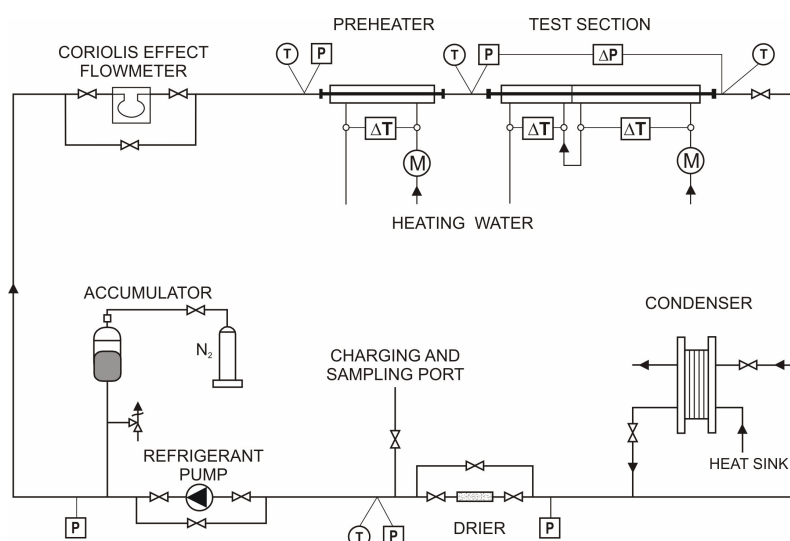 PREHEATER
TEST SECTION
CORIOLIS EFFECT
FLOWMETER
T
P
T
P
ΔP
T
ΔT
ΔT
ΔT
M
M
HEATING WATER
ACCUMULATOR
N2
CONDENSER
CHARGING AND
SAMPLING PORT
REFRIGERANT
PUMP
HEAT SINK
P
T
P
DRIER
P